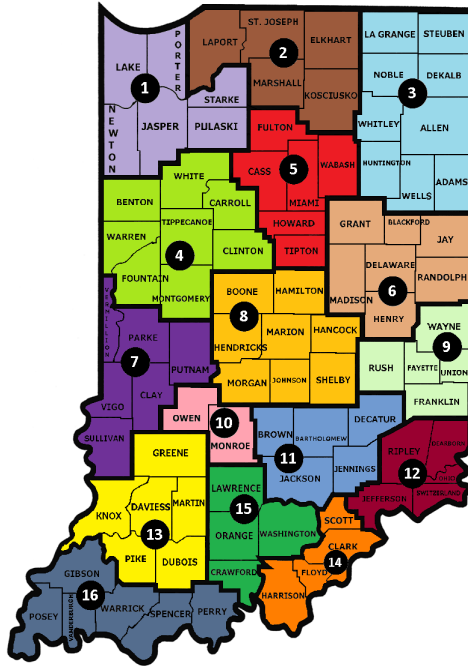 ST. JOSEPH
LAPORT
ELKHART
2
MARSHALL
KOSCIUSKO
LA GRANGE
STEUBEN
NOBLE
DEKALB
3
WHITLEY
ALLEN
HUNTINGTON
WELLS
ADAMS
PORTER
LAKE
1
NEWTON
JASPER
STARKE
PULASKI
FULTON
CASS
5
WABASH
MIAMI
HOWARD
TIPTON
WHITE
BENTON
CARROLL
TIPPECANOE
WARREN
4
CLINTON
FOUNTAIN
MONTGOMERY
GRANT
BLACKFORD
JAY
DELAWARE
RANDOLPH
6
MADISON
HENRY
BOONE
HAMILTON
8
MARION
HANCOCK
HENDRICKS
MORGAN
JOHNSON
SHELBY
VERMILLION
PARKE
7
PUTNAM
CLAY
VIGO
SULLIVAN
WAYNE
9
RUSH
FAYETTE
UNION
FRANKLIN
OWEN
10
MONROE
BROWN
BARTHOLOMEW
DECATUR
11
JENNINGS
JACKSON
RIPLEY
DEARBORN
12
OHIO
JEFFERSON
SWITZERLAND
GREENE
KNOX
DAVIESS
MARTIN
13
PIKE
DUBOIS
LAWRENCE
15
ORANGE
WASHINGTON
CRAWFORD
SCOTT
CLARK
FLOYD
14
HARRISON
GIBSON
16
POSEY
VANDERBURGH
WARRICK
SPENCER
PERRY